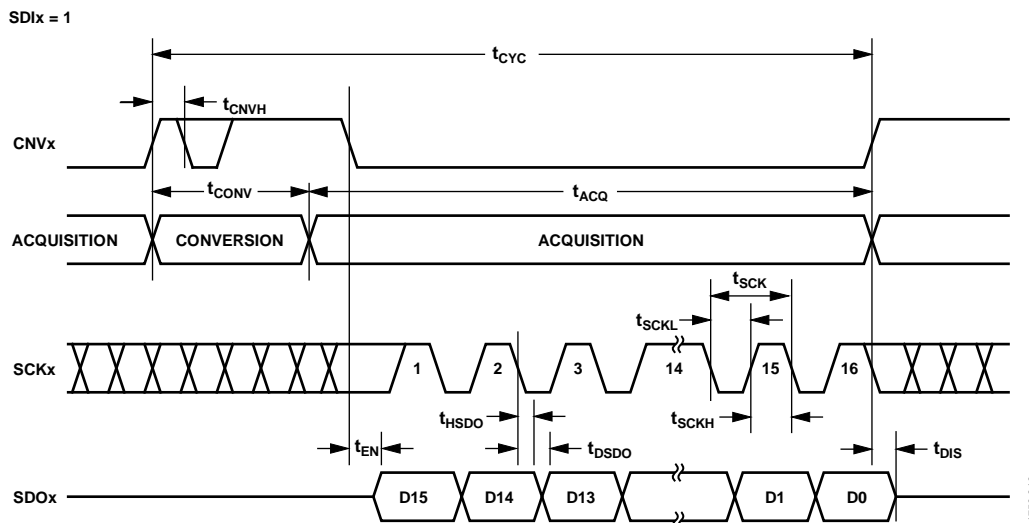 SDIx = 1
tCYC
tCNVH
CNVx
tCONV
tACQ
ACQUISITION
CONVERSION
ACQUISITION
tSCK
tSCKL
SCKx
1
2
3
14
15
16
tHSDO
tSCKH
tEN
tDSDO
tDIS
SDOx
D15
D14
D13
D1
D0